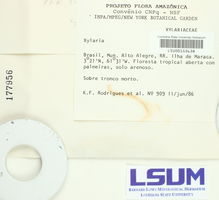 PROJETO FLORA AMAZÔNICA
Convênio CNPq - NSF
INPA/MPEG/NEW YORK BOTANICAL GARDEN
XYLARIACEAE
Xylaria
Brasil, Mun. Alto Alegre, RR. Ilha de Maraca.
3°21'N, 61°31'W. Floresta tropical aberta com
palmeiras, solo arenoso.
Sobre tronco morto.
K.F. Rodrigues et al. Nº 909 11/jun/86
177956
LSUM